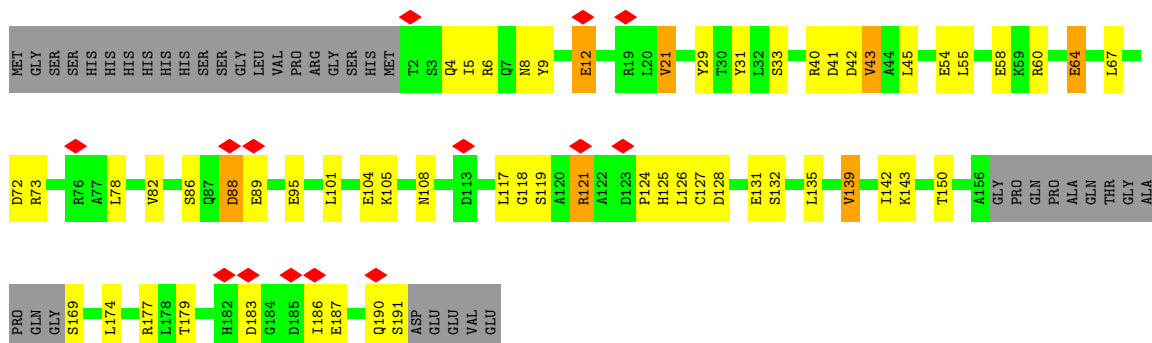 MET GLY SER SER HIS HIS HIS HIS HIS HIS SER SER GLY LEU VAL PRO ARG GLY SER HIS MET T2 S3 Q4 I5 R6 Q7 N8 Y9 E12 R19 L20 V21 Y29 T30 Y31 L32 S33 R40 D41 D42 V43 A44 L45 E54 L55 E58 K59 R60 E64 L67
D72 R73 R76 A77 L78 V82 S86 Q87 D88 E89 E95 L101 E104 K105 N108 D113 L117 G118 S119 A120 R121 A122 D123 P124 H125 L126 C127 D128 E131 S132 L135 V139 I142 K143 T150 A156 GLY PRO GLN PRO ALA GLN THR GLY ALA
PRO GLN GLY S169 L174 R177 L178 T179 H182 D183 G184 D185 I186 E187 Q190 S191 ASP GLU GLU VAL GLU